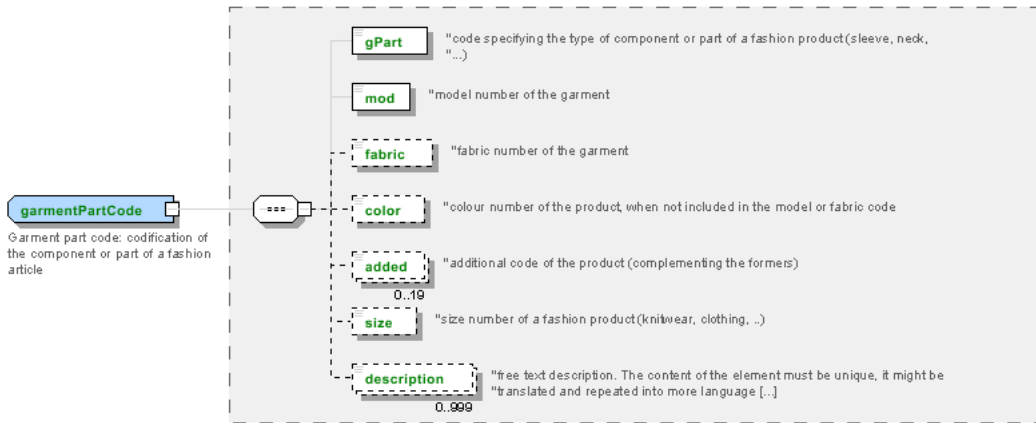 gPart
"code specifying the type of component or part of a fashion product (sleeve, neck,
"...)
mod
"model number of the garment
fabric
"fabric number of the garment
garmentPartCode
Garment part code: codification of
the component or part of a fashion
article
color
"colour number of the product, when not included in the model or fabric code
added
"additional code of the product (complementing the formers)
0..19
size
"size number of a fashion product (knitwear, clothing, ..)
description
"free text description. The content of the element must be unique, it might be
"translated and repeated into more language [...]
0..999